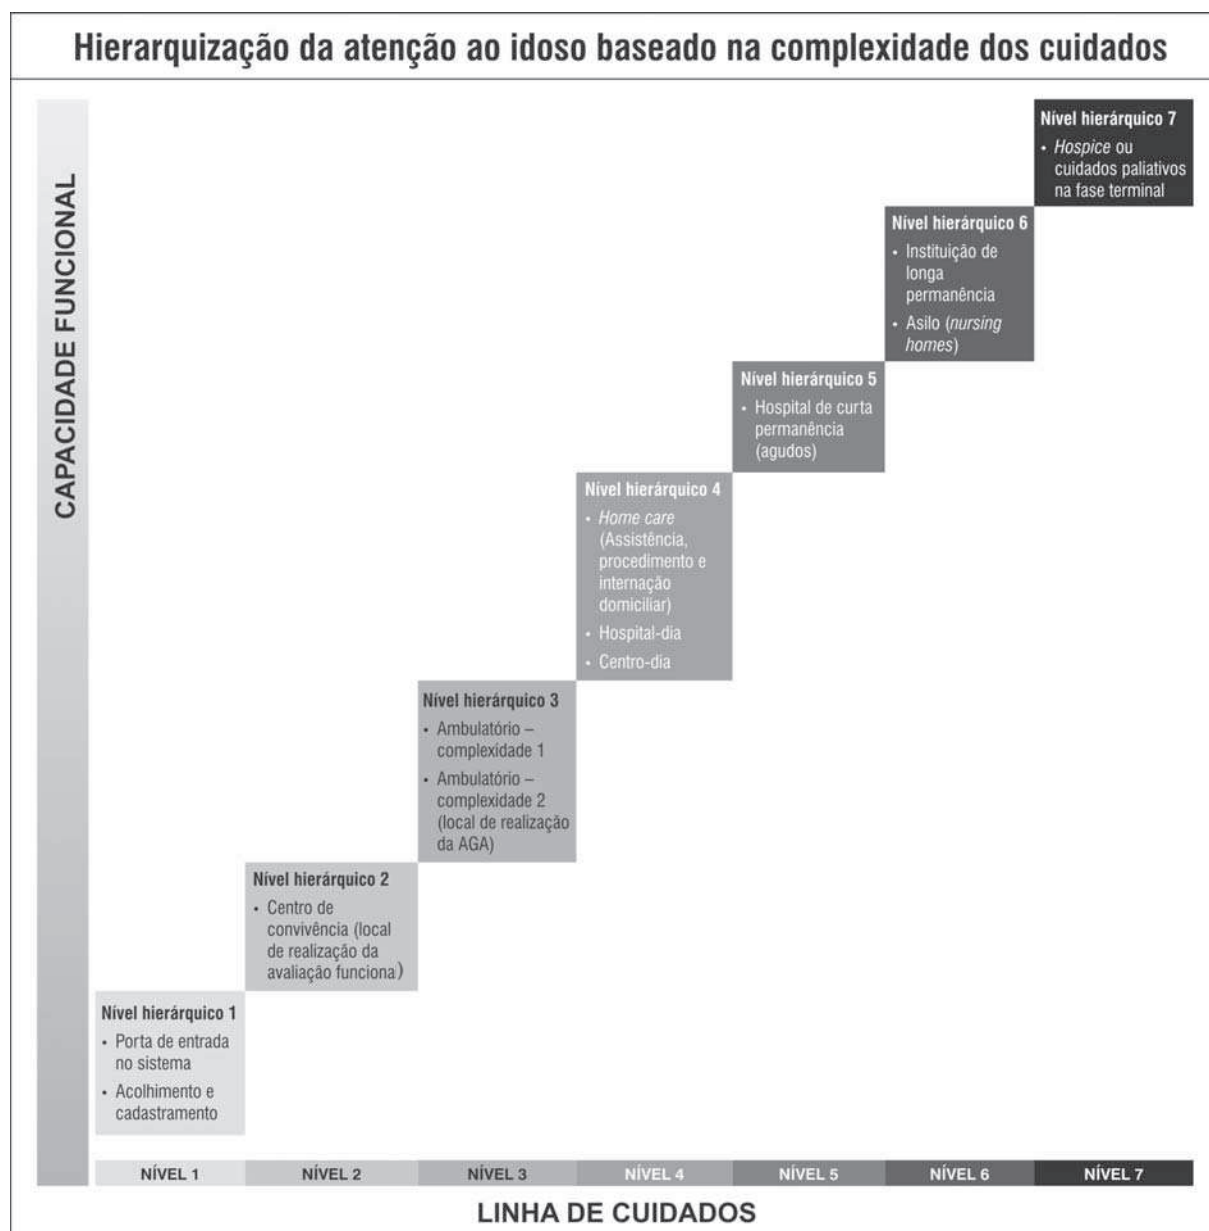 Hierarquização da atenção ao idoso baseado na complexidade dos cuidados
CAPACIDADE FUNCIONAL
Nível hierárquico 7
• Hospice ou
cuidados paliativos
na fase terminal
Nível hierárquico 6
• Instituição de
longa
permanência
• Asilo (nursing
homes)
Nível hierárquico 5
• Hospital de curta
permanência
(agudos)
Nível hierárquico 4
• Home care
(Assistência,
procedimento e
internação
domiciliar)
• Hospital-dia
• Centro-dia
Nível hierárquico 3
• Ambulatório –
complexidade 1
• Ambulatório –
complexidade 2
(local de realização
da AGA)
Nível hierárquico 2
• Centro de
convivência (local
de realização da
avaliação funciona)
Nível hierárquico 1
• Porta de entrada
no sistema
• Acolhimento e
cadastramento
NÍVEL 1 NÍVEL 2 NÍVEL 3 NÍVEL 4 NÍVEL 5 NÍVEL 6 NÍVEL 7
LINHA DE CUIDADOS